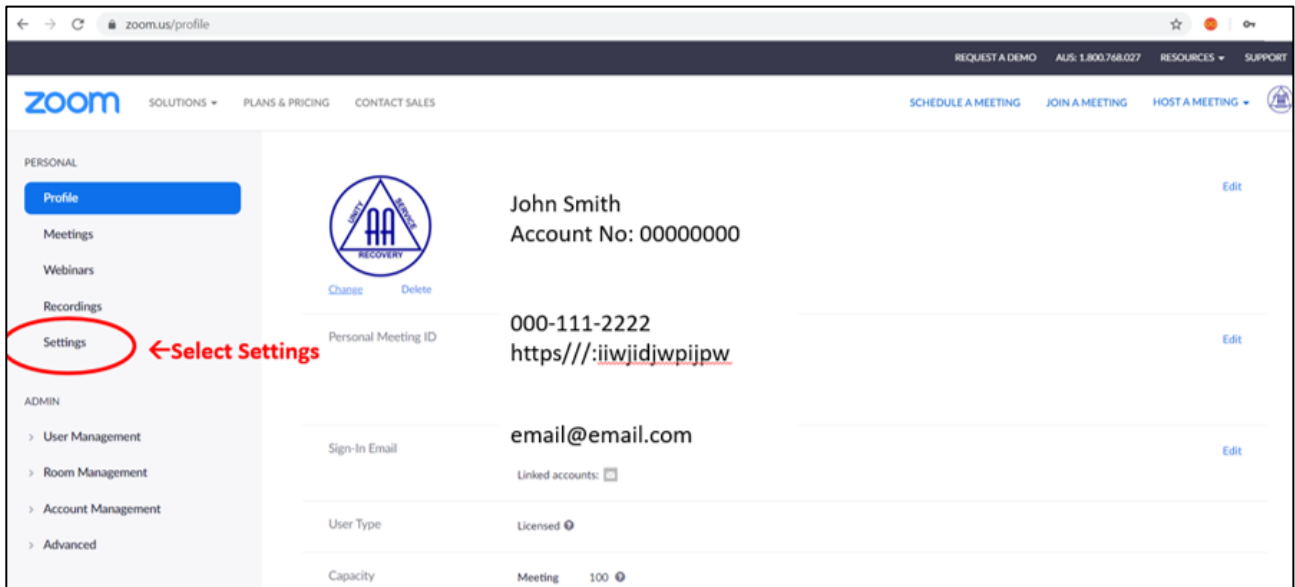 zoom.us/profile
REQUEST A DEMO AUS: 1.800.768.027 RESOURCES SUPPORT
zoom SOLUTIONS PLANS & PRICING CONTACT SALES SCHEDULE A MEETING JOIN A MEETING HOST A MEETING
PERSONAL
Profile
Meetings
Webinars
Recordings
Settings
←Select Settings
ADMIN
> User Management
> Room Management
> Account Management
> Advanced
UNITY SERVICE
AA
RECOVERY
Change Delete
John Smith
Account No: 00000000
Edit
Personal Meeting ID
000-111-2222
https///:iiwjidjwpijpw
Edit
Sign-In Email
email@email.com
Edit
Linked accounts:
User Type Licensed
Capacity Meeting 100